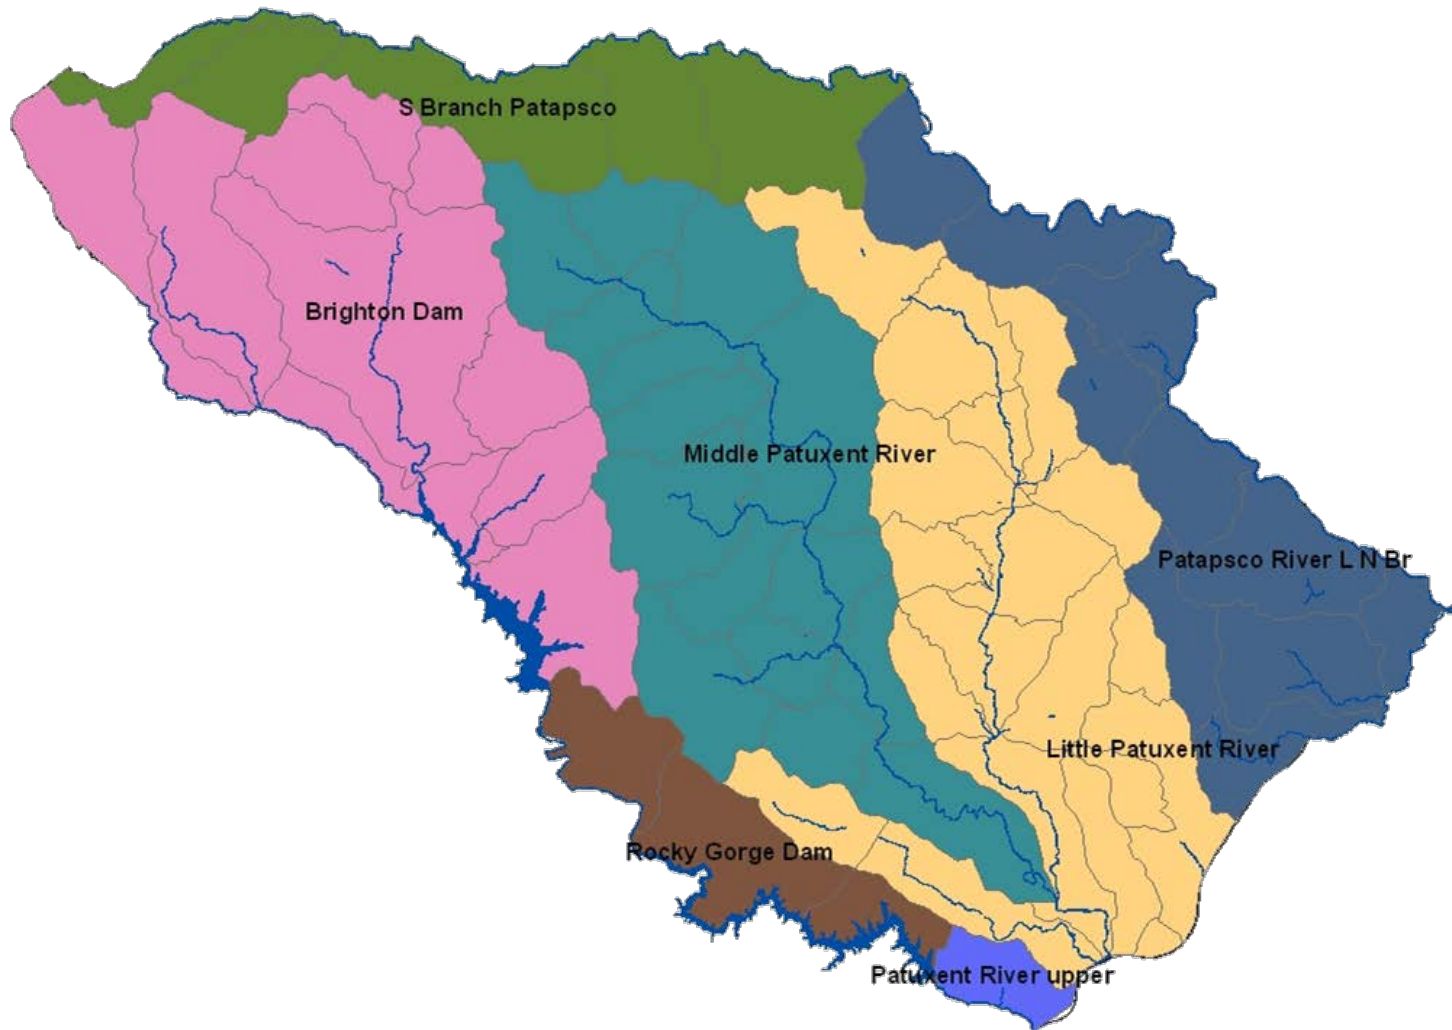 S Branch Patapsco
Brighton Dam
Middle Patuxent River
Patapsco River L N Br
Little Patuxent River
Rocky Gorge Dam
Patuxent River upper